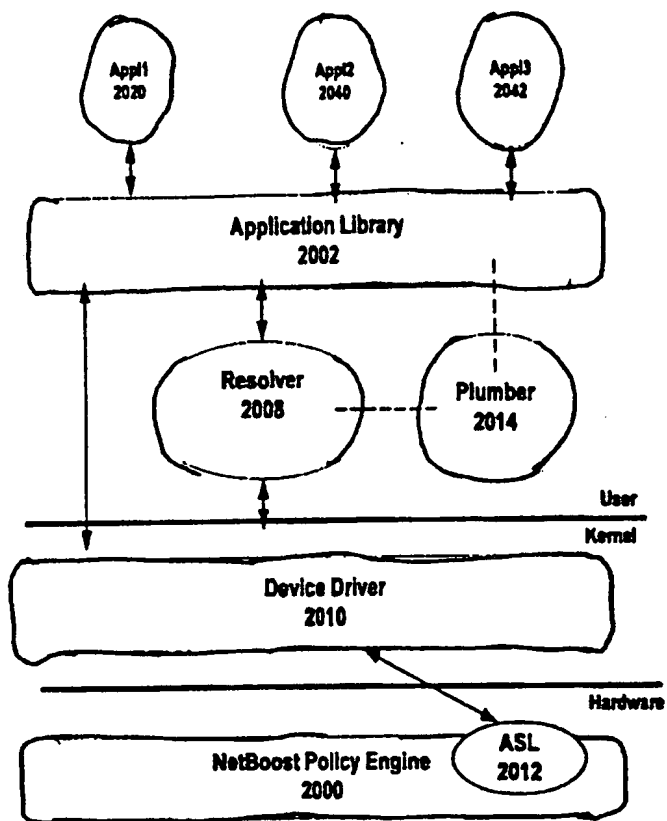 Appl1
2020
Appl2
2040
Appl3
2042
Application Library
2002
Resolver
2008
Plumber
2014
User
Kernel
Device Driver
2010
Hardware
ASL
2012
NetBoost Policy Engine
2000